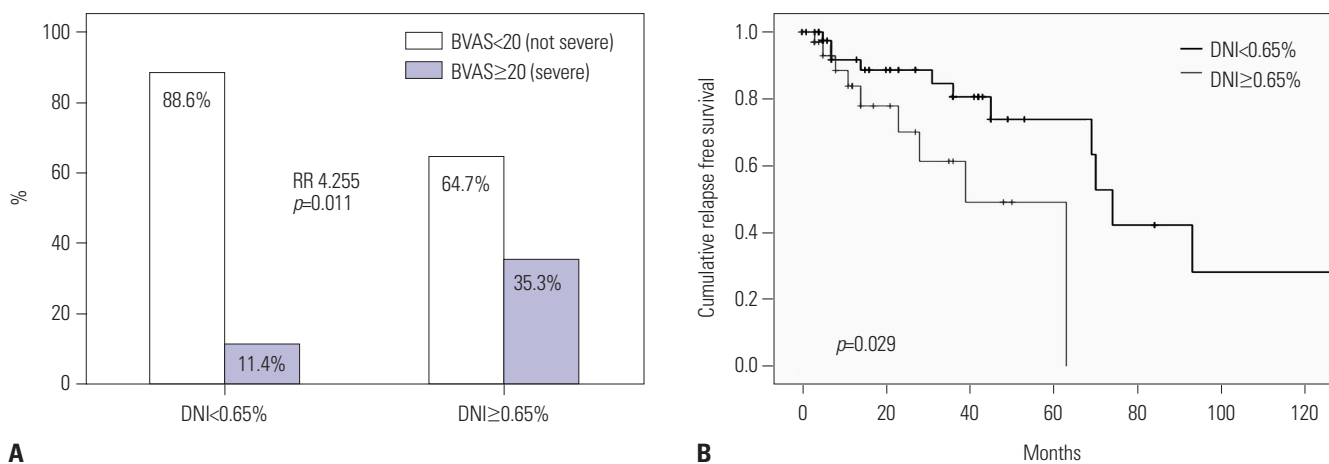 100
80
60
40
20
0
%
BVAS<20 (not severe)
BVAS≥20 (severe)
88.6%
11.4%
RR 4.255
p=0.011
64.7%
35.3%
DNI<0.65%
DNI≥0.65%
A
1.0
0.8
0.6
0.4
0.2
0.0
Cumulative relapse free survival
DNI<0.65%
DNI≥0.65%
p=0.029
0 20 40 60 80 100 120
Months
B